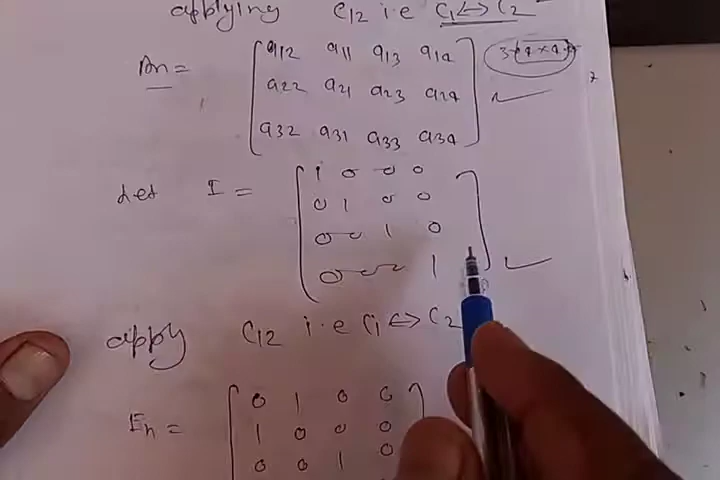 applying C12 i.e C1 ↔ C2
An = [ a12 a11 a13 a14
a22 a21 a23 a24
a32 a31 a33 a34 ]
Let I = [ 1 0 0 0
0 1 0 0
0 0 1 0
0 0 0 1 ]
apply C12 i.e C1 ⇔ C2
En = [ 0 1 0 0
1 0 0 0
0 0 1 0